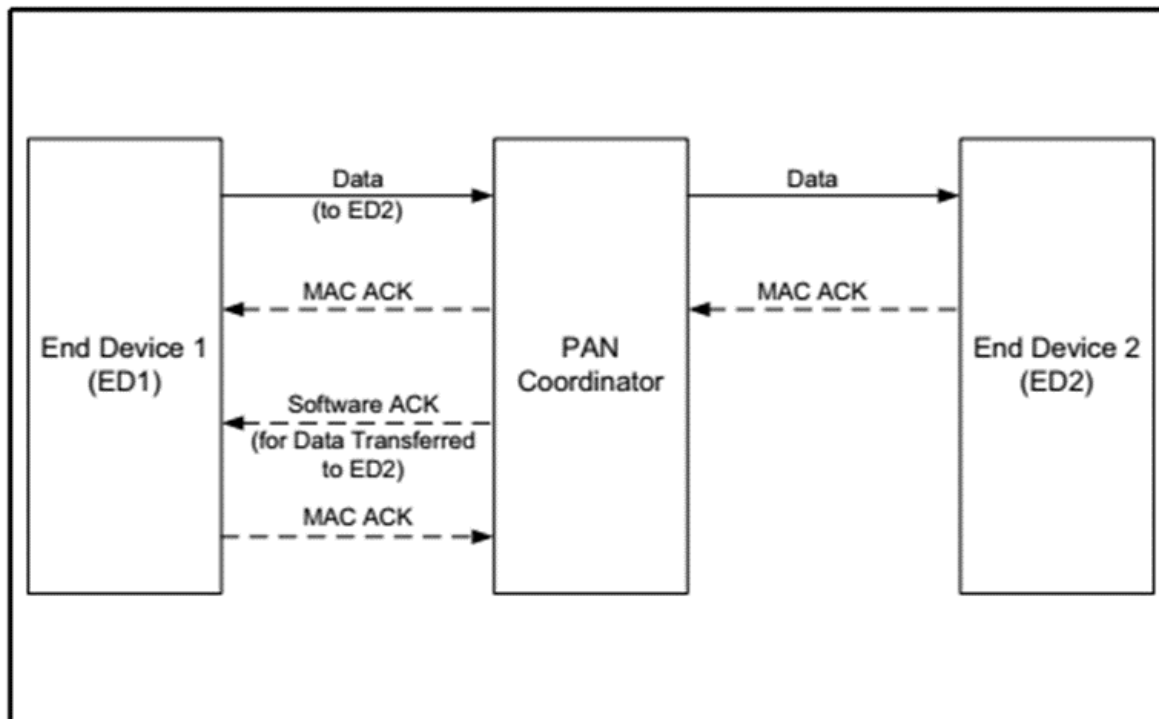 Data
(to ED2)
Data
MAC ACK
MAC ACK
End Device 1
(ED1)
PAN
Coordinator
End Device 2
(ED2)
Software ACK
(for Data Transferred
to ED2)
MAC ACK